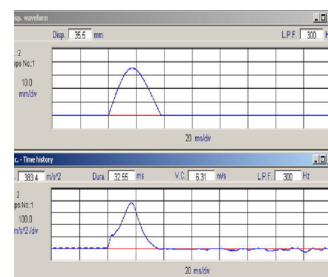 sp. waveform
Disp. 35.5 mm L.P.F. 300 Hz
: 2
ps No.:1
10.0
mm/div
20 ms/div
c. - Time history
383.4 m/s^2 Dura. 32.55 ms V.C. 6.31 m/s L.P.F. 300 Hz
: 2
ps No.:1
100.0
m/s^2 /div
20 ms/div